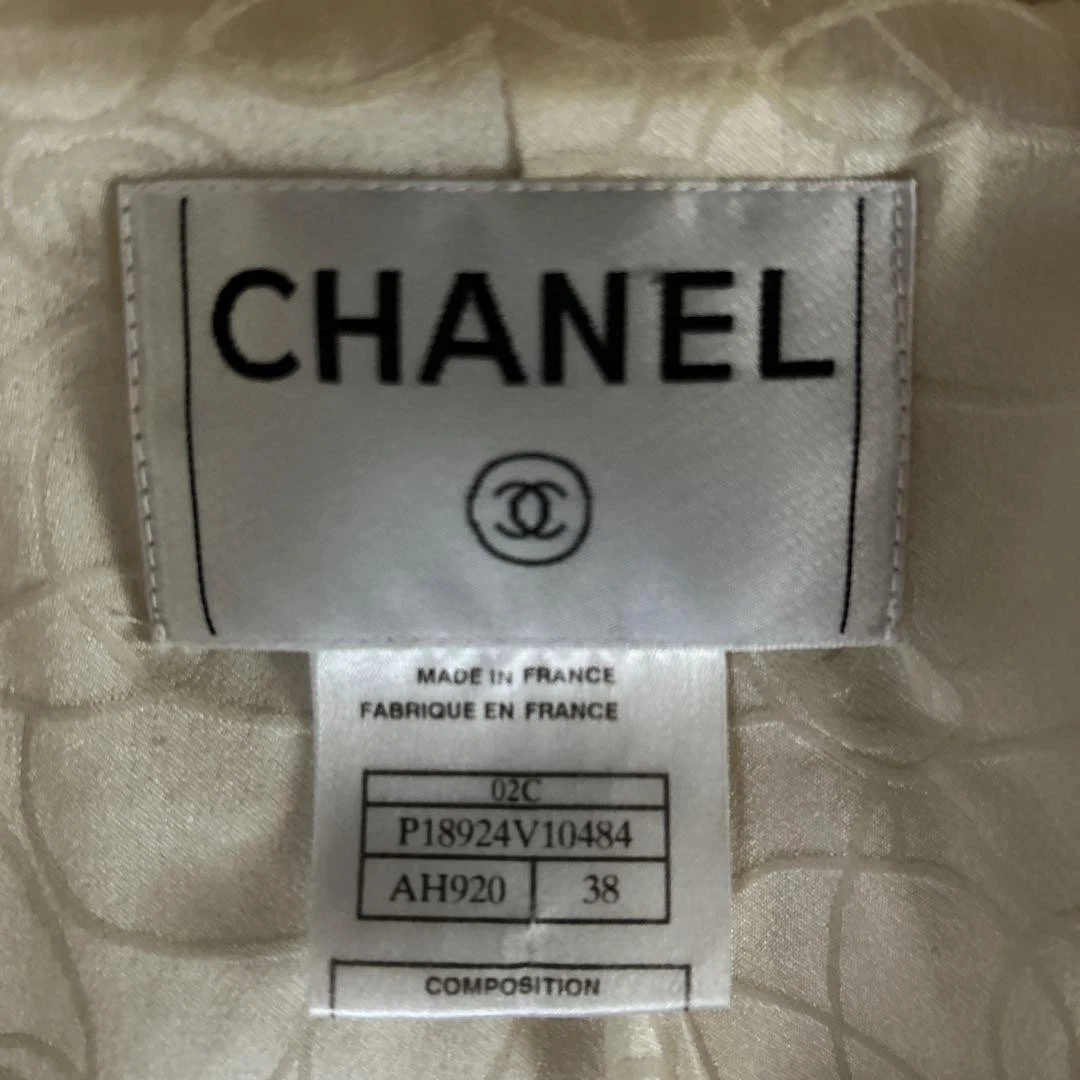 CHANEL
MADE IN FRANCE
FABRIQUE EN FRANCE
02C
P18924V10484
AH920 38
COMPOSITION